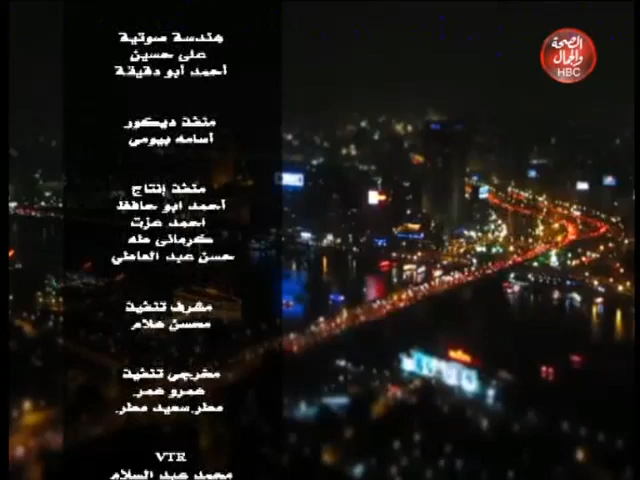 هندسة صوتية
على حسين
أحمد أبو دقيقة
منفذ ديكور
أسامه بيومى
منفذ إنتاج
أحمد ابو حافظ
احمد عزت
كرمانى طه
حسن عبد العاطي
مشرف تنفيذ
محسن علام
مخرجى تنفيذ
عمرو عمر.
مطر.سعيد مطر.
VTR
محمد عبد السلام
الصحة
والجمال
HBC